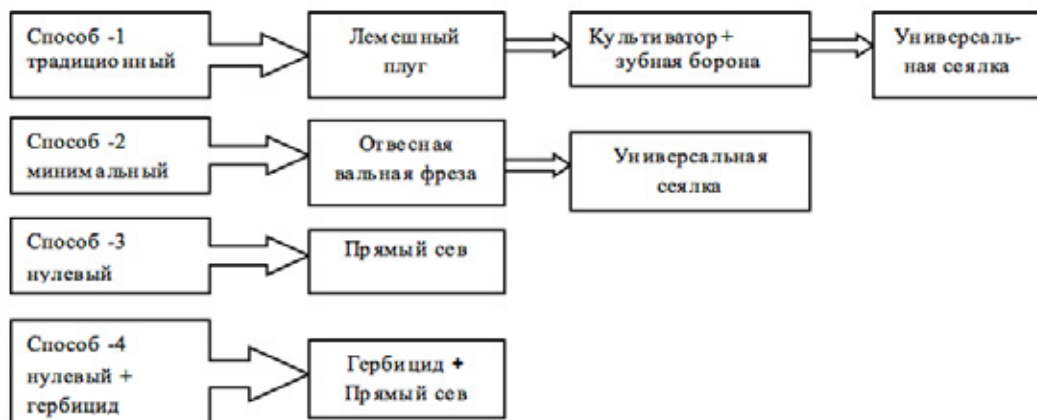 Способ -1
традиционный
Лемешный
плуг
Культиватор+
зубная борона
Универсаль-
ная сеялка
Способ -2
минимальный
Отвесная
вальная фреза
Универсальная
сеялка
Способ -3
нулевый
Прямый сев
Способ -4
нулевый +
гербицид
Гербицид +
Прямый сев